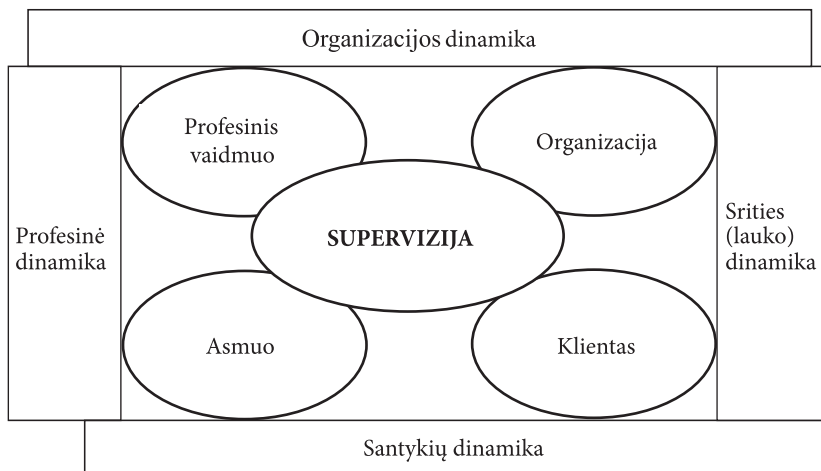 Organizacijos dinamika
Profesinis
vaidmuo
Organizacija
Profesinė
dinamika
SUPERVIZIJA
Srities
(lauko)
dinamika
Asmuo
Klientas
Santykių dinamika